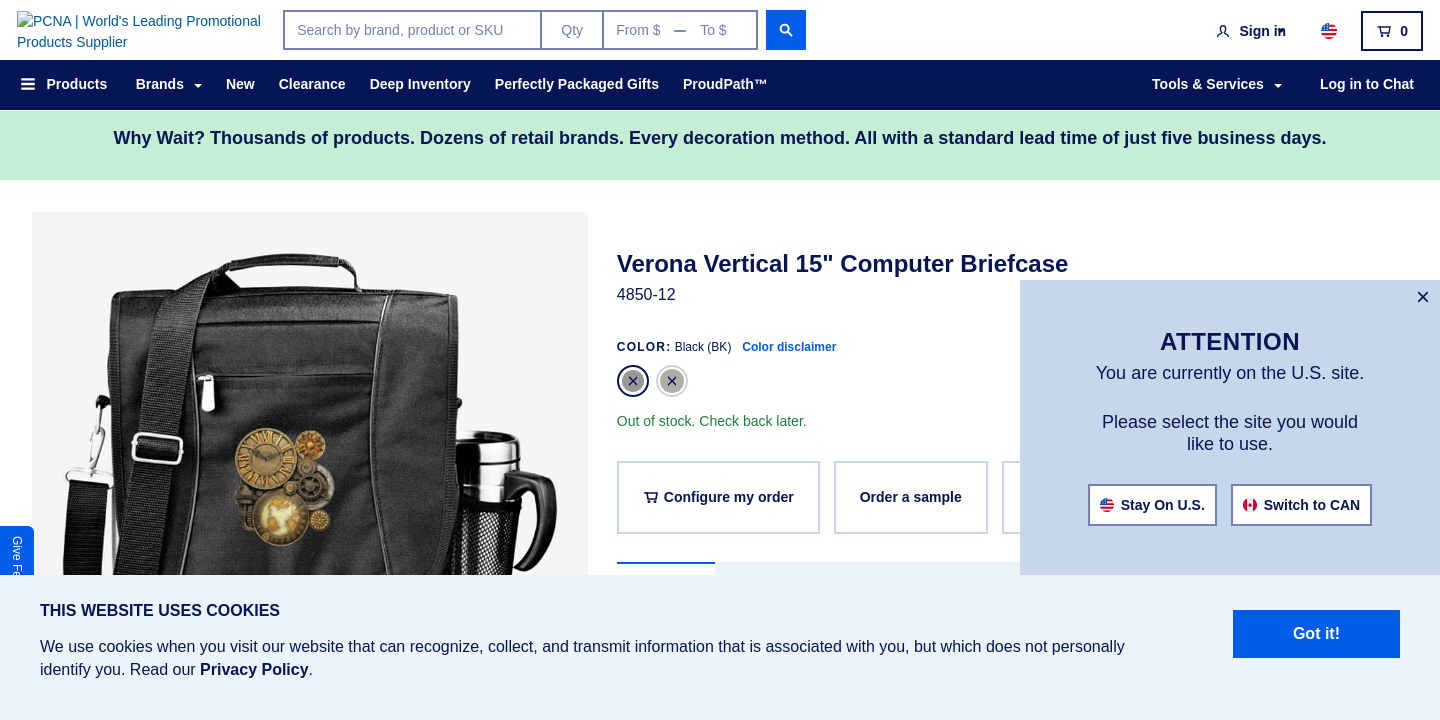 PCNA | World's Leading Promotional
Products Supplier
Search by brand, product or SKU
Qty
From $
To $
Sign in
0
Products
Brands
New
Clearance
Deep Inventory
Perfectly Packaged Gifts
ProudPath™
Tools & Services
Log in to Chat
Why Wait? Thousands of products. Dozens of retail brands. Every decoration method. All with a standard lead time of just five business days.
Verona Vertical 15" Computer Briefcase
4850-12
COLOR: Black (BK) Color disclaimer
Out of stock. Check back later.
Configure my order
Order a sample
ATTENTION
You are currently on the U.S. site.
Please select the site you would
like to use.
Stay On U.S.
Switch to CAN
Give
THIS WEBSITE USES COOKIES
We use cookies when you visit our website that can recognize, collect, and transmit information that is associated with you, but which does not personally
identify you. Read our Privacy Policy.
Got it!